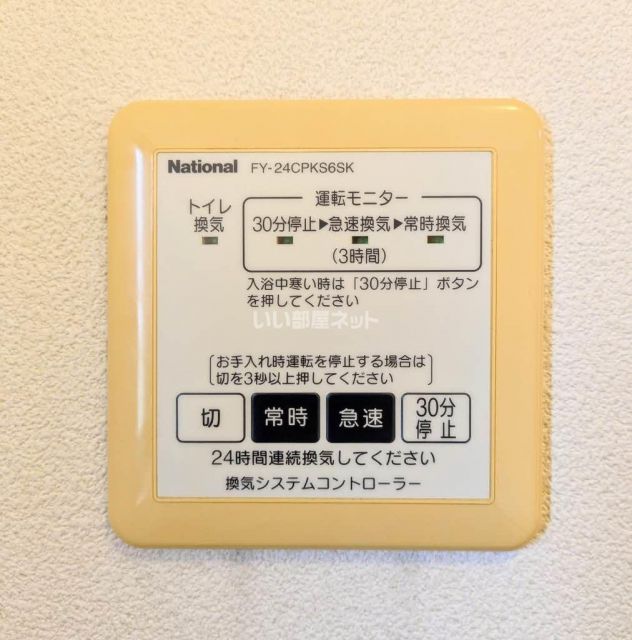 National FY-24CPKS6SK
運転モニター
トイレ
換気
30分停止▶急速換気▶常時換気
(3時間)
入浴中寒い時は「30分停止」ボタン
を押してください
いい部屋ネット
お手入れ時運転を停止する場合は
切を3秒以上押してください
切 常時 急速 30分
停止
24時間連続換気してください
換気システムコントローラー